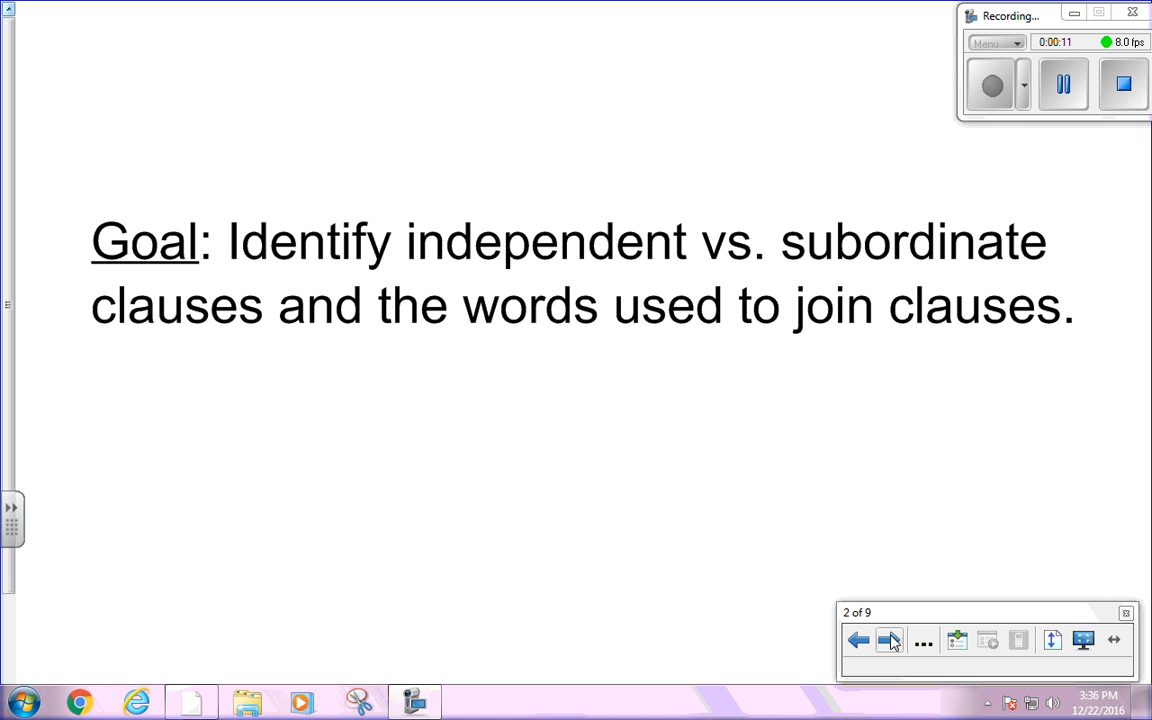 Recording...
Menu
0:00:11
8.0 fps
Goal: Identify independent vs. subordinate
clauses and the words used to join clauses.
2 of 9
3:36 PM
12/22/2016